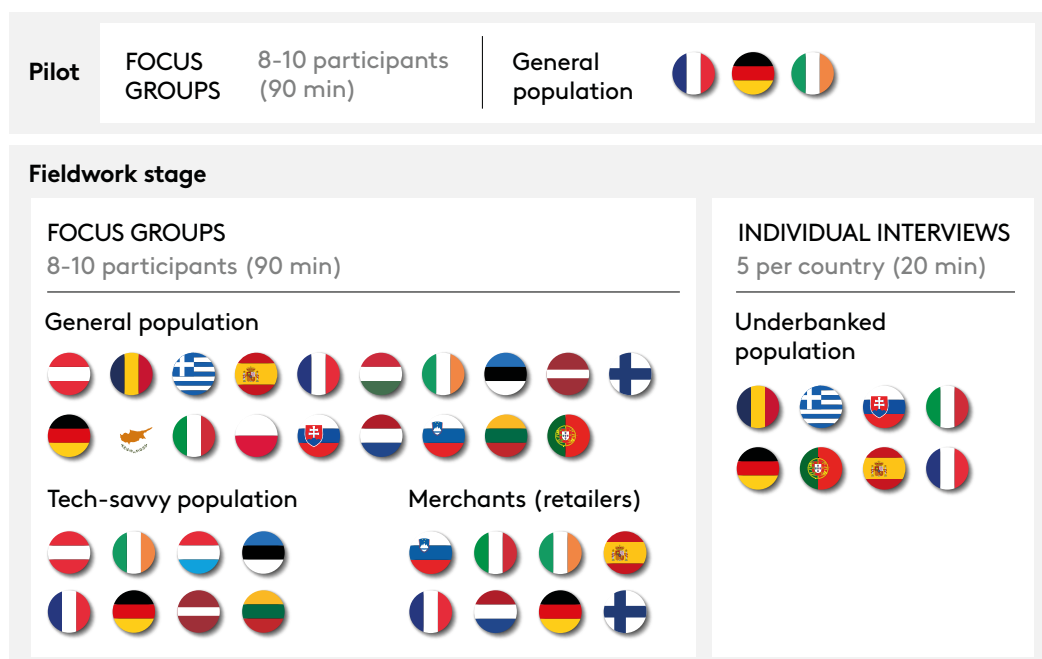 Pilot
FOCUS
GROUPS
8-10 participants
(90 min)
General
population
Fieldwork stage
FOCUS GROUPS
8-10 participants (90 min)
General population
Tech-savvy population
Merchants (retailers)
INDIVIDUAL INTERVIEWS
5 per country (20 min)
Underbanked
population